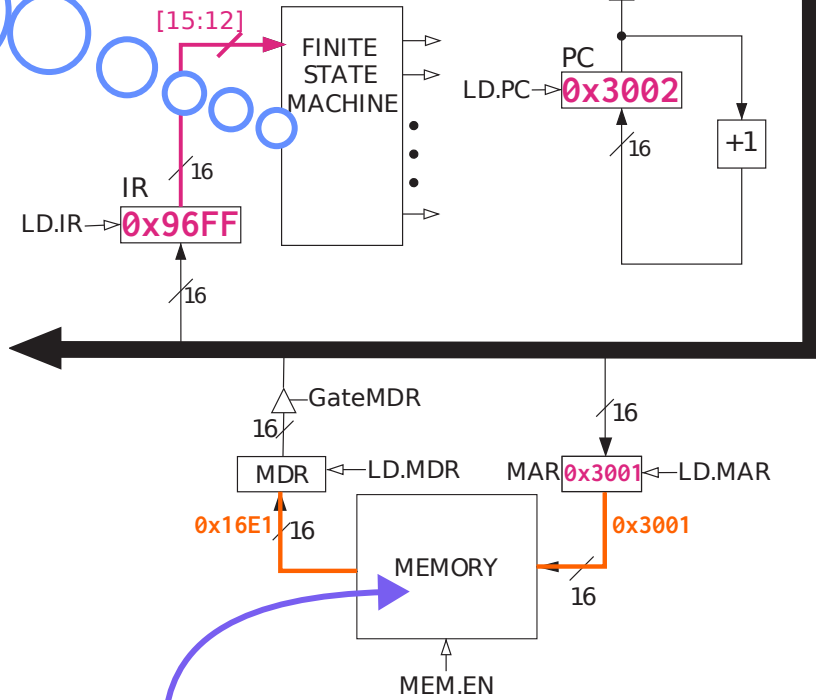 [15:12]
FINITE
STATE
MACHINE
PC
LD.PC
0x3002
+1
16
16
IR
LD.IR
0x96FF
16
GateMDR
16
16
MDR
LD.MDR
MAR
0x3001
LD.MAR
0x16E1
16
0x3001
MEMORY
16
MEM.EN